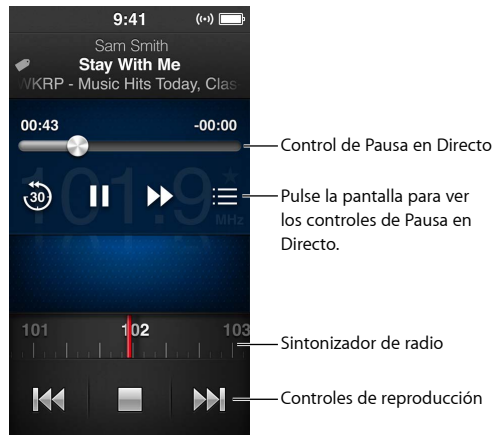 9:41
Sam Smith
Stay With Me
WKRP - Music Hits Today, Clas
00:43
-00:00
Control de Pausa en Directo
30
101.9
MHz
Pulse la pantalla para ver
los controles de Pausa en
Directo.
101
102
103
Sintonizador de radio
Controles de reproducción